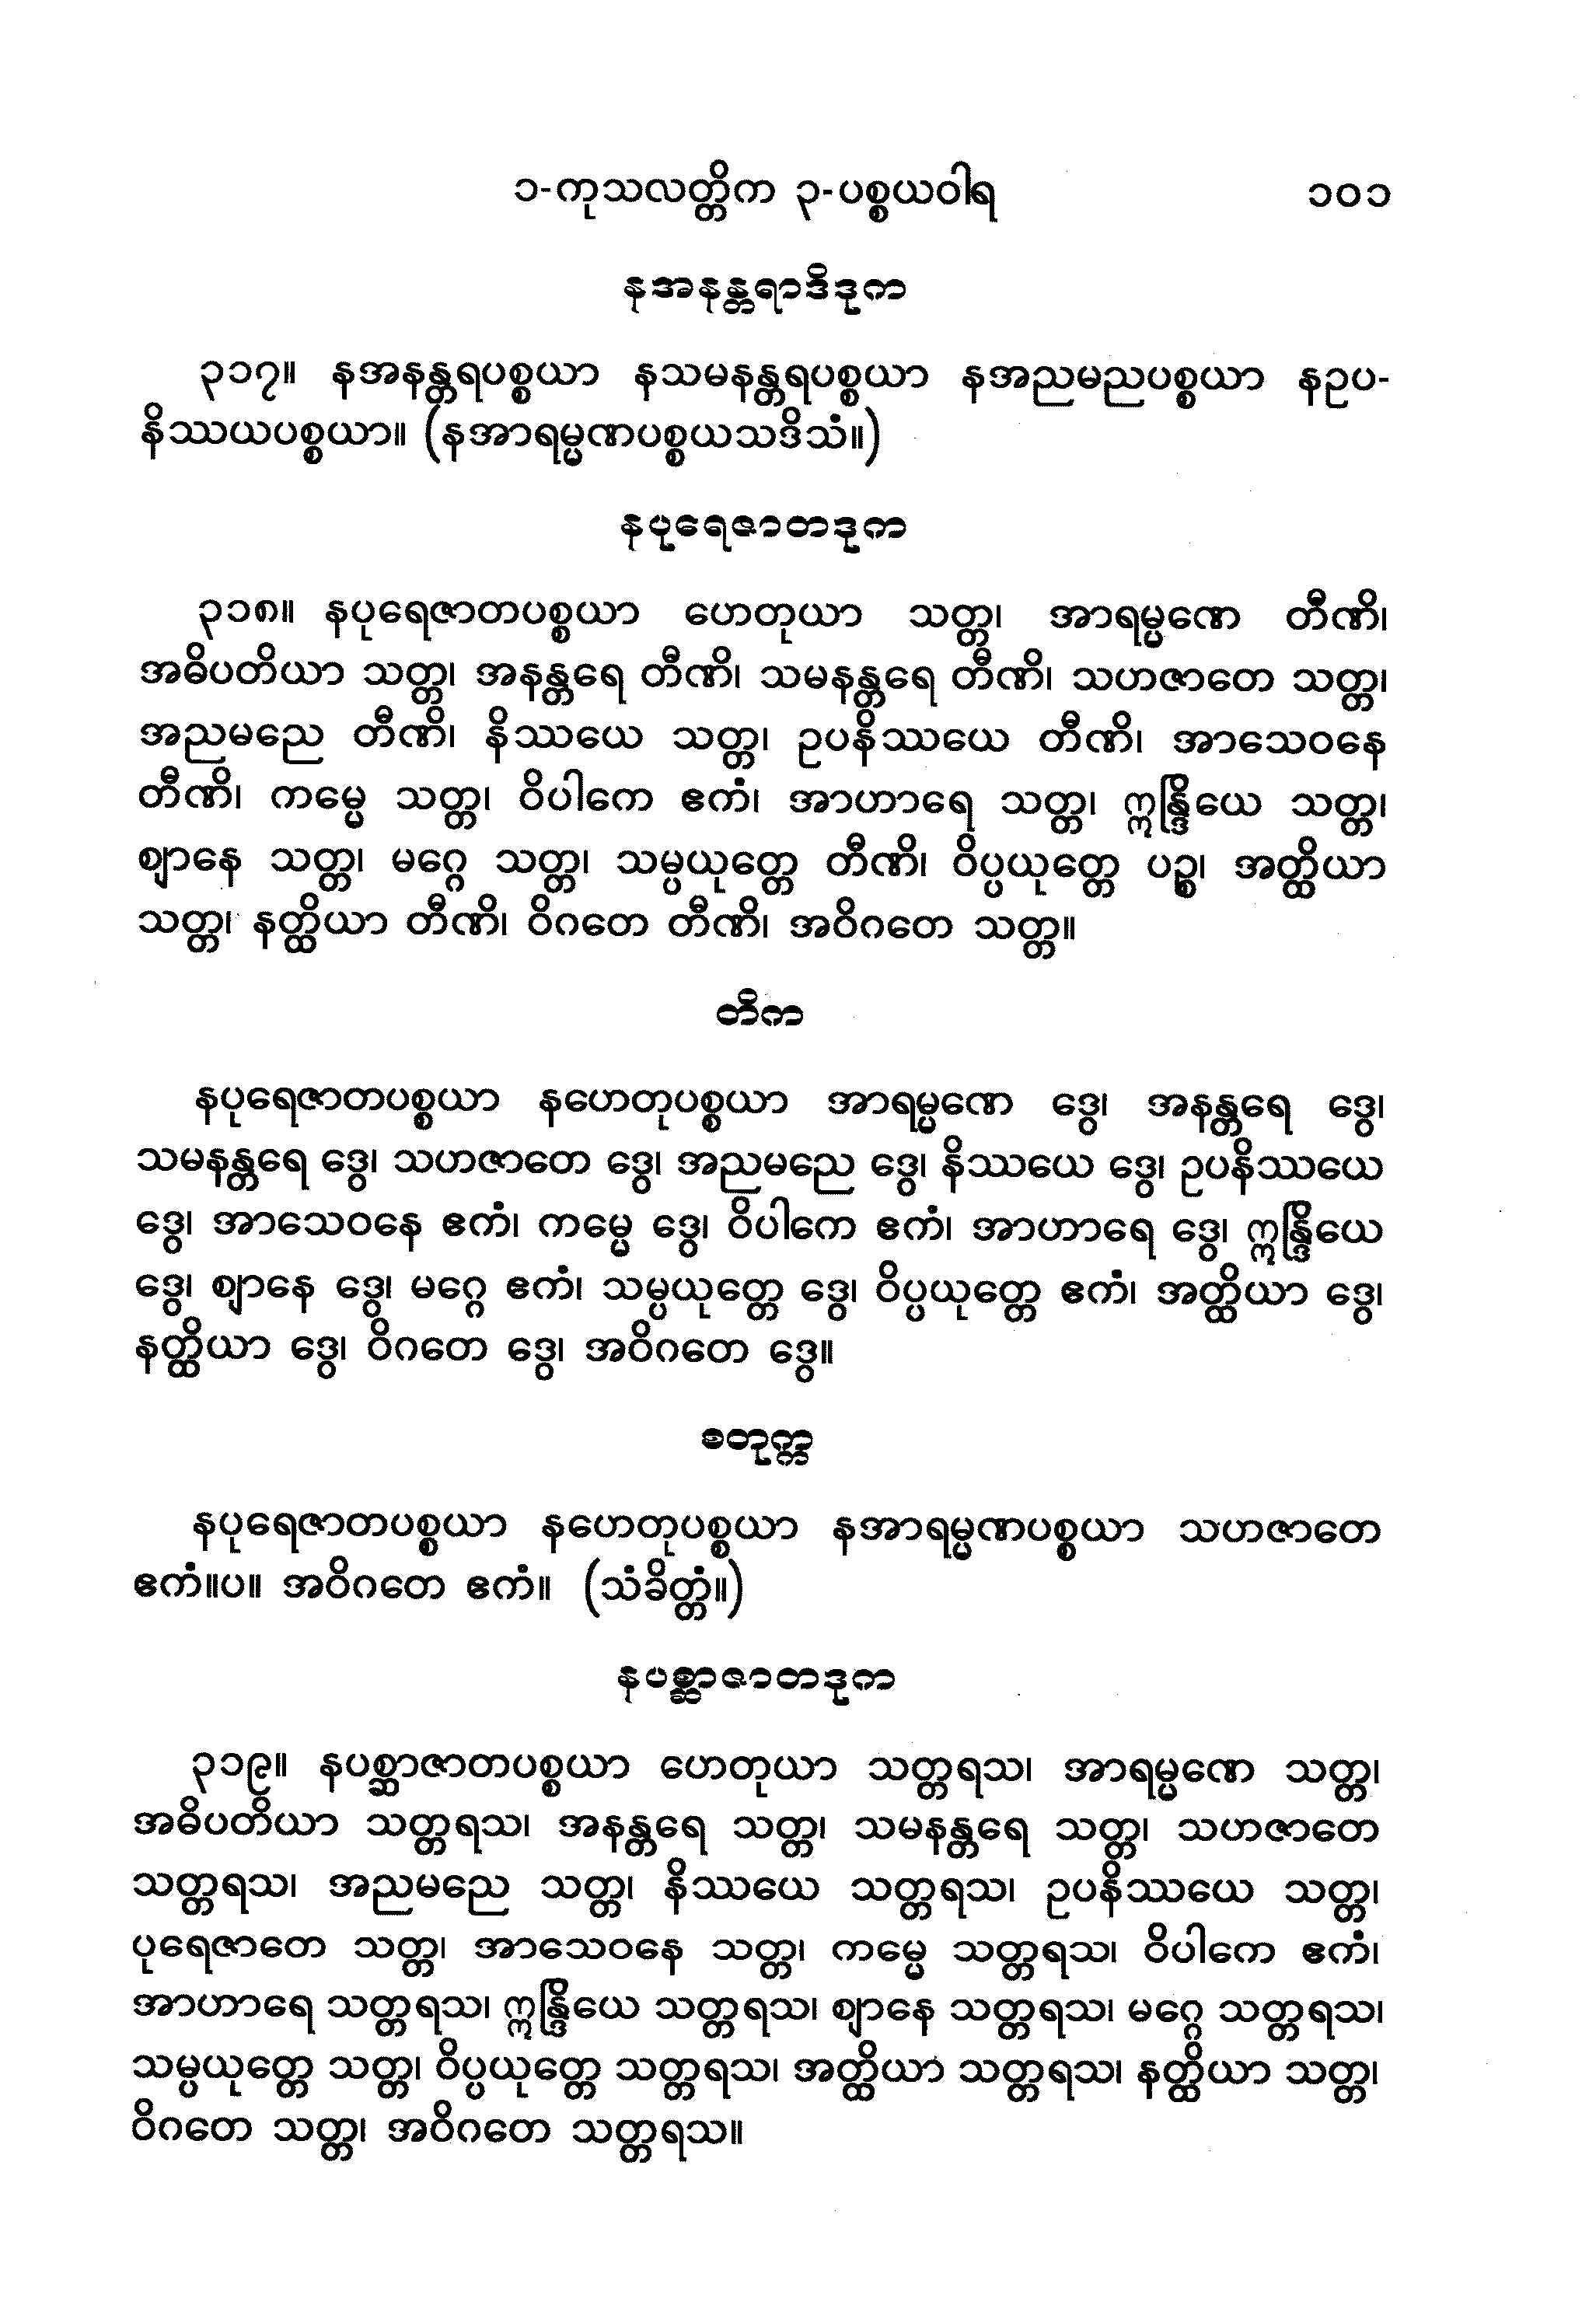 ၁-ကုသလတ္တိက ၃-ပစ္စယဝါရ ၁၀၁
နအနန္တရာဒိဒုက
၃၁၇။ နအနန္တရပစ္စယာ နသမနန္တရပစ္စယာ နအညမညပစ္စယာ နဥပ-
နိဿယပစ္စယာ။ (နအာရမ္မဏပစ္စယသဒိသံ။)
နပုရေဇာတဒုက
၃၁၈။ နပုရေဇာတပစ္စယာ ဟေတုယာ သတ္တ၊ အာရမ္မဏေ တီဏိ၊
အဓိပတိယာ သတ္တ၊ အနန္တရေ တီဏိ၊ သမနန္တရေ တီဏိ၊ သဟဇာတေ သတ္တ၊
အညမညေ တီဏိ၊ နိဿယေ သတ္တ၊ ဥပနိဿယေ တီဏိ၊ အာသေဝနေ
တီဏိ၊ ကမ္မေ သတ္တ၊ ဝိပါကေ ဧကံ၊ အာဟာရေ သတ္တ၊ ဣန္ဒြိယေ သတ္တ၊
ဈာနေ သတ္တ၊ မဂ္ဂေ သတ္တ၊ သမ္ပယုတ္တေ တီဏိ၊ ဝိပ္ပယုတ္တေ ပဉ္စ၊ အတ္ထိယာ
သတ္တ၊ နတ္ထိယာ တီဏိ၊ ဝိဂတေ တီဏိ၊ အဝိဂတေ သတ္တ။
တိက
နပုရေဇာတပစ္စယာ နဟေတုပစ္စယာ အာရမ္မဏေ ဒွေ၊ အနန္တရေ ဒွေ၊
သမနန္တရေ ဒွေ၊ သဟဇာတေ ဒွေ၊ အညမညေ ဒွေ၊ နိဿယေ ဒွေ၊ ဥပနိဿယေ
ဒွေ၊ အာသေဝနေ ဧကံ၊ ကမ္မေ ဒွေ၊ ဝိပါကေ ဧကံ၊ အာဟာရေ ဒွေ၊ ဣန္ဒြိယေ
ဒွေ၊ ဈာနေ ဒွေ၊ မဂ္ဂေ ဧကံ၊ သမ္ပယုတ္တေ ဒွေ၊ ဝိပ္ပယုတ္တေ ဧကံ၊ အတ္ထိယာ ဒွေ၊
နတ္ထိယာ ဒွေ၊ ဝိဂတေ ဒွေ၊ အဝိဂတေ ဒွေ။
စတုက္က
နပုရေဇာတပစ္စယာ နဟေတုပစ္စယာ နအာရမ္မဏပစ္စယာ သဟဇာတေ
ဧကံ။ပ။ အဝိဂတေ ဧကံ။ (သံခိတ္တံ။)
နပစ္ဆာဇာတဒုက
၃၁၉။ နပစ္ဆာဇာတပစ္စယာ ဟေတုယာ သတ္တရသ၊ အာရမ္မဏေ သတ္တ၊
အဓိပတိယာ သတ္တရသ၊ အနန္တရေ သတ္တ၊ သမနန္တရေ သတ္တ၊ သဟဇာတေ
သတ္တရသ၊ အညမညေ သတ္တ၊ နိဿယေ သတ္တရသ၊ ဥပနိဿယေ သတ္တ၊
ပုရေဇာတေ သတ္တ၊ အာသေဝနေ သတ္တ၊ ကမ္မေ သတ္တရသ၊ ဝိပါကေ ဧကံ၊
အာဟာရေ သတ္တရသ၊ ဣန္ဒြိယေ သတ္တရသ၊ ဈာနေ သတ္တရသ၊ မဂ္ဂေ သတ္တရသ၊
သမ္ပယုတ္တေ သတ္တ၊ ဝိပ္ပယုတ္တေ သတ္တရသ၊ အတ္ထိယာ သတ္တရသ၊ နတ္ထိယာ သတ္တ၊
ဝိဂတေ သတ္တ၊ အဝိဂတေ သတ္တရသ။